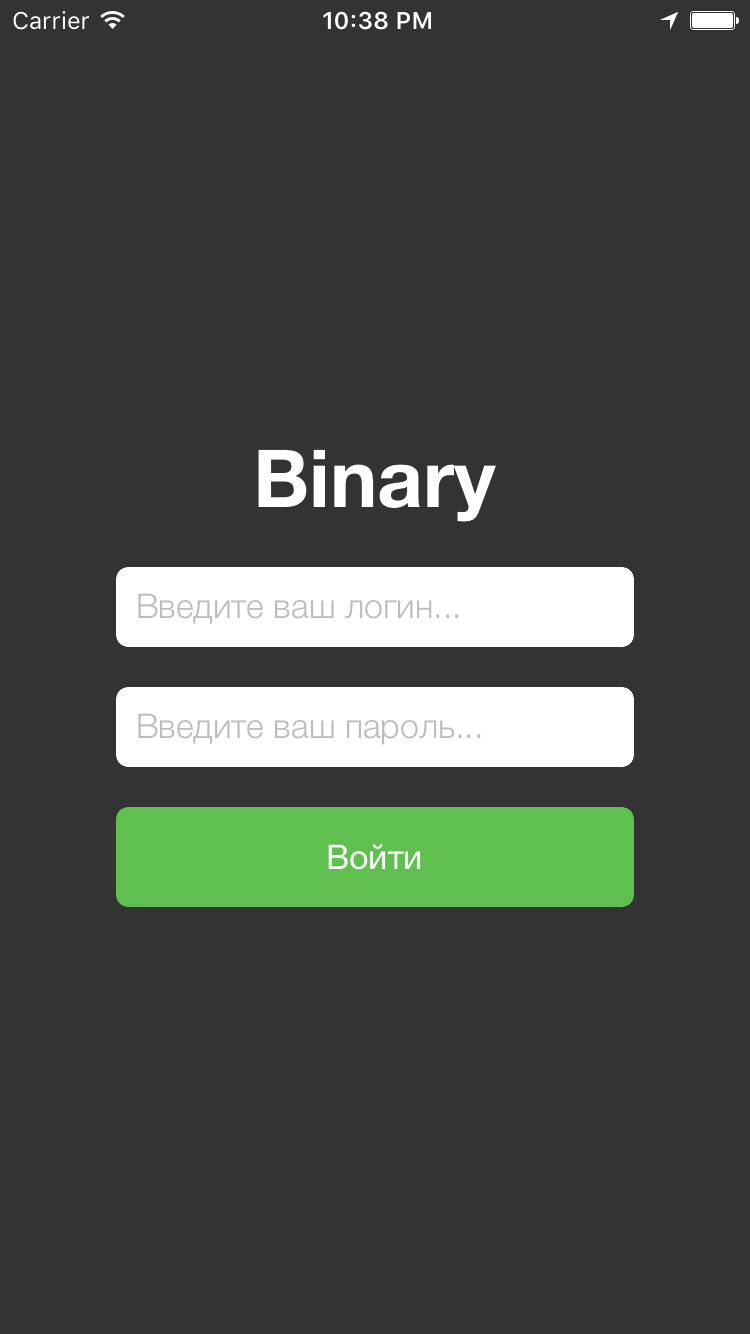 Carrier 10:38 PM
Binary
Введите ваш логин...
Введите ваш пароль...
Войти